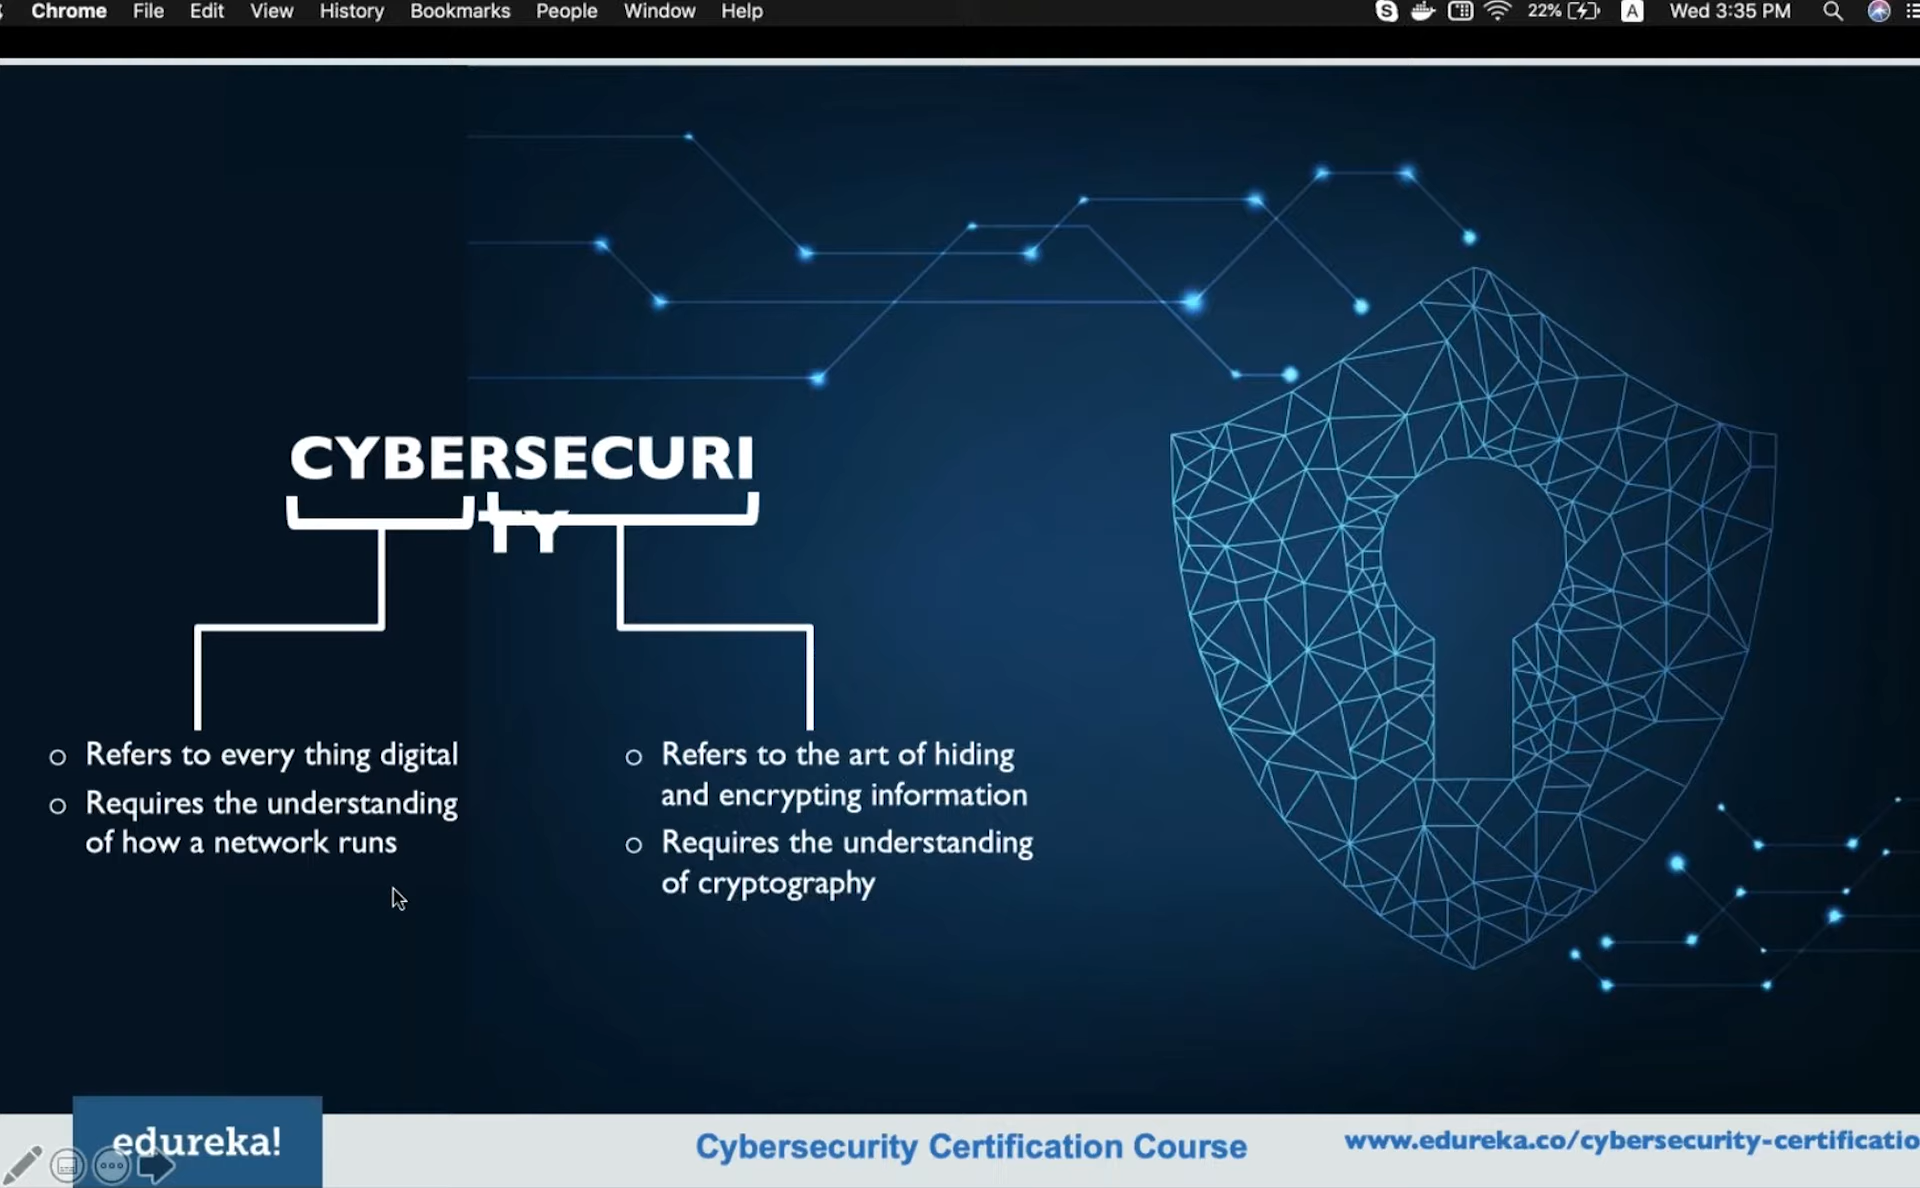 Chrome File Edit View History Bookmarks People Window Help 22% A Wed 3:35 PM
CYBERSECURI
TY
Refers to every thing digital
Requires the understanding
of how a network runs
Refers to the art of hiding
and encrypting information
Requires the understanding
of cryptography
edureka!
Cybersecurity Certification Course
www.edureka.co/cybersecurity-certificatio